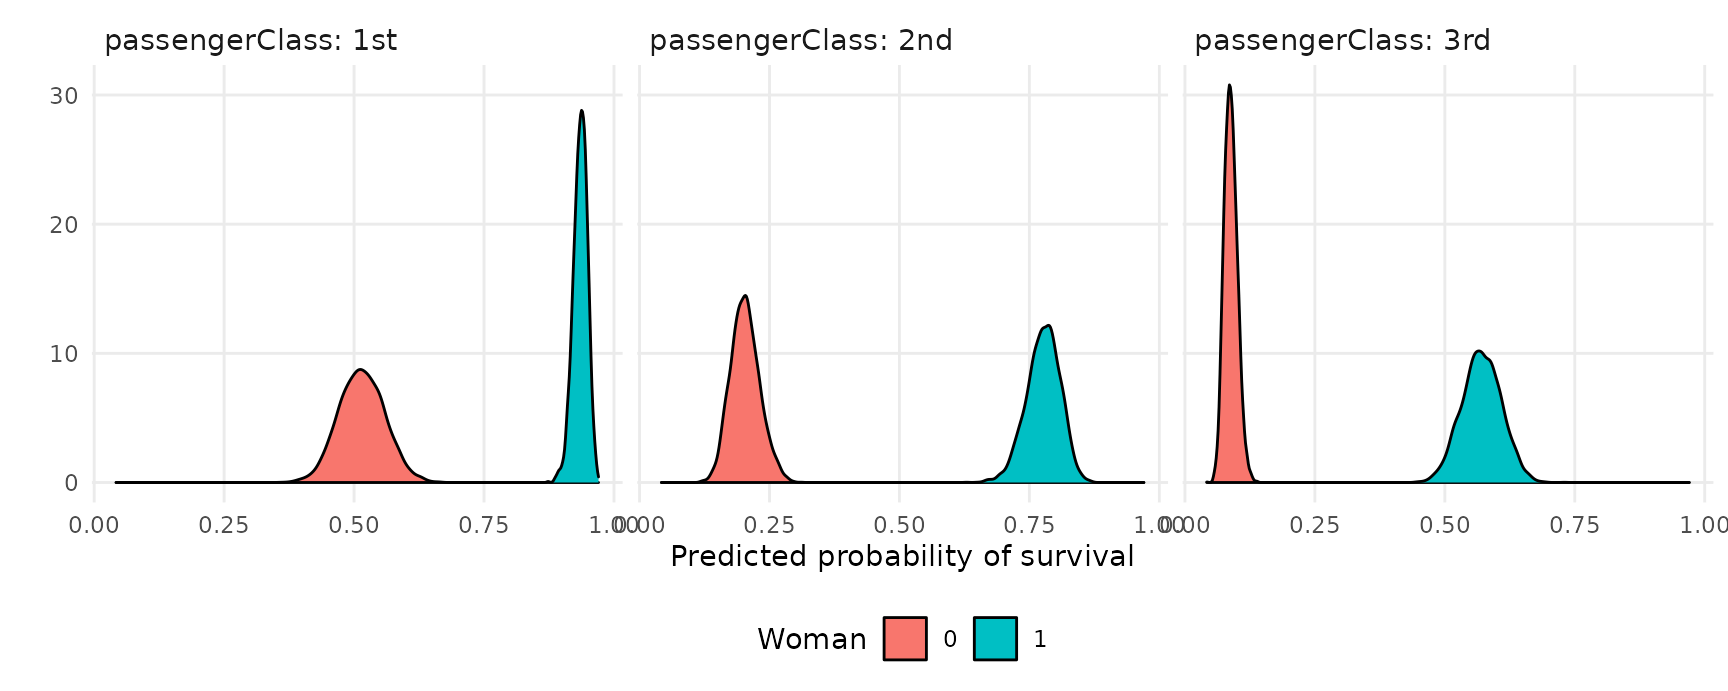 passengerClass: 1st passengerClass: 2nd passengerClass: 3rd
30
20
10
0
0.00 0.25 0.50 0.75 1.00 0.00 0.25 0.50 0.75 1.00 0.00 0.25 0.50 0.75 1.00
Predicted probability of survival
Woman 0 1